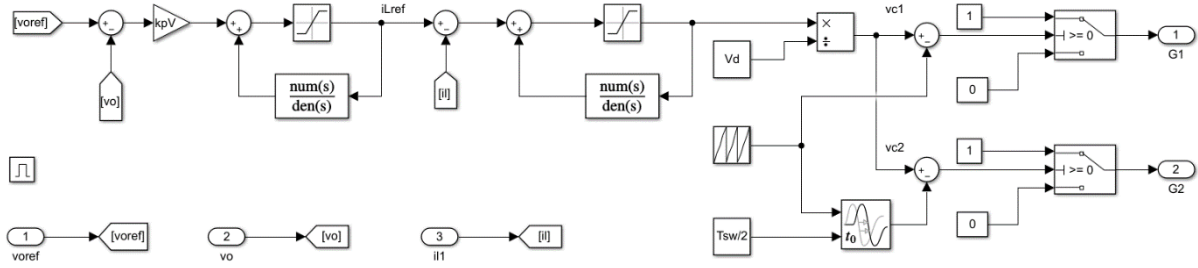 [voref]
+
−
kpV
+
+
iLref
+
−
+
+
×
÷
vc1
+
−
1
>= 0
1
G1
[vo]
num(s)
den(s)
[il]
num(s)
den(s)
Vd
0
vc2
+
−
1
>= 0
2
G2
0
Tsw/2
t0
1
[voref]
voref
2
[vo]
vo
3
[il]
il1